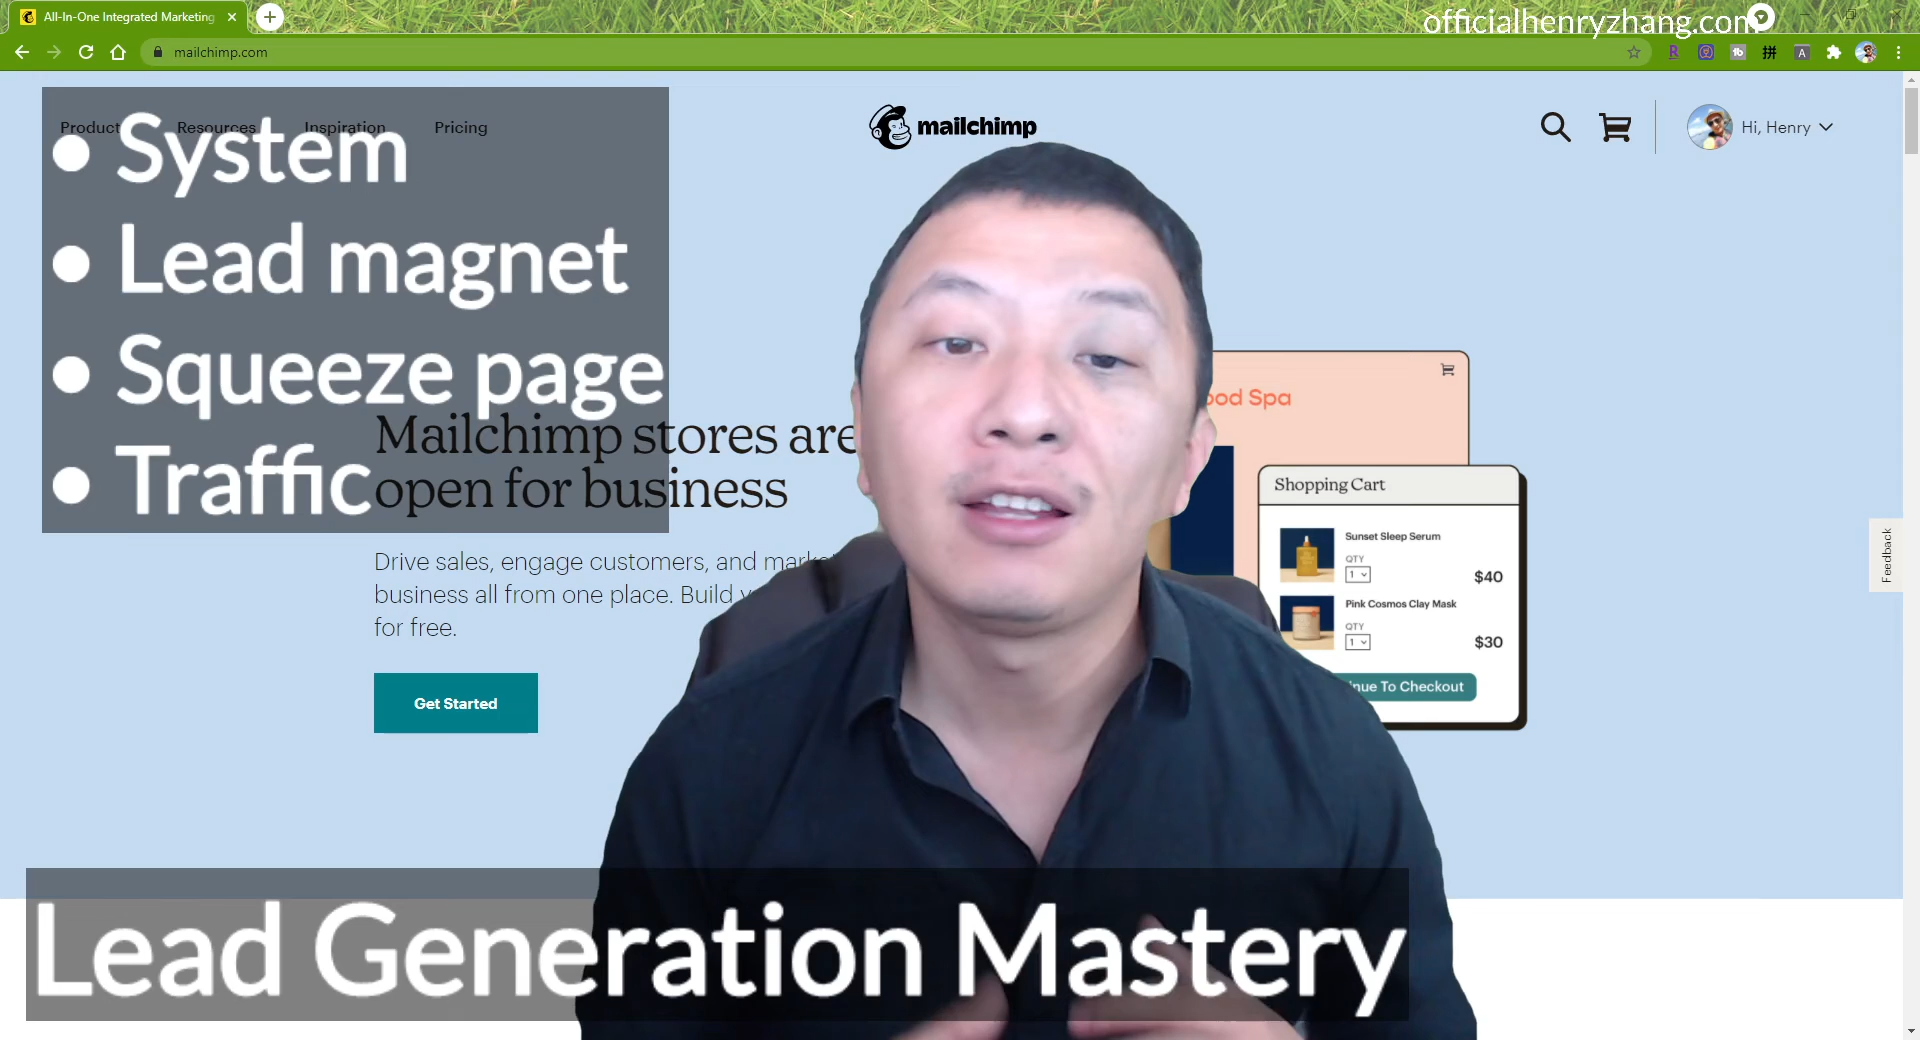 All-In-One Integrated Marketing
officialhenryzhang.com
mailchimp.com
Product
Resources
Inspiration
Pricing
mailchimp
Hi, Henry
• System
• Lead magnet
• Squeeze page
• Traffic
Mailchimp stores are
open for business
Drive sales, engage customers, and
business all from one place. Build
for free.
Get Started
Spa
Shopping Cart
Sunset Sleep Serum
QTY
1
$40
Pink Cosmos Clay Mask
QTY
1
$30
To Checkout
Feedback
Lead Generation Mastery